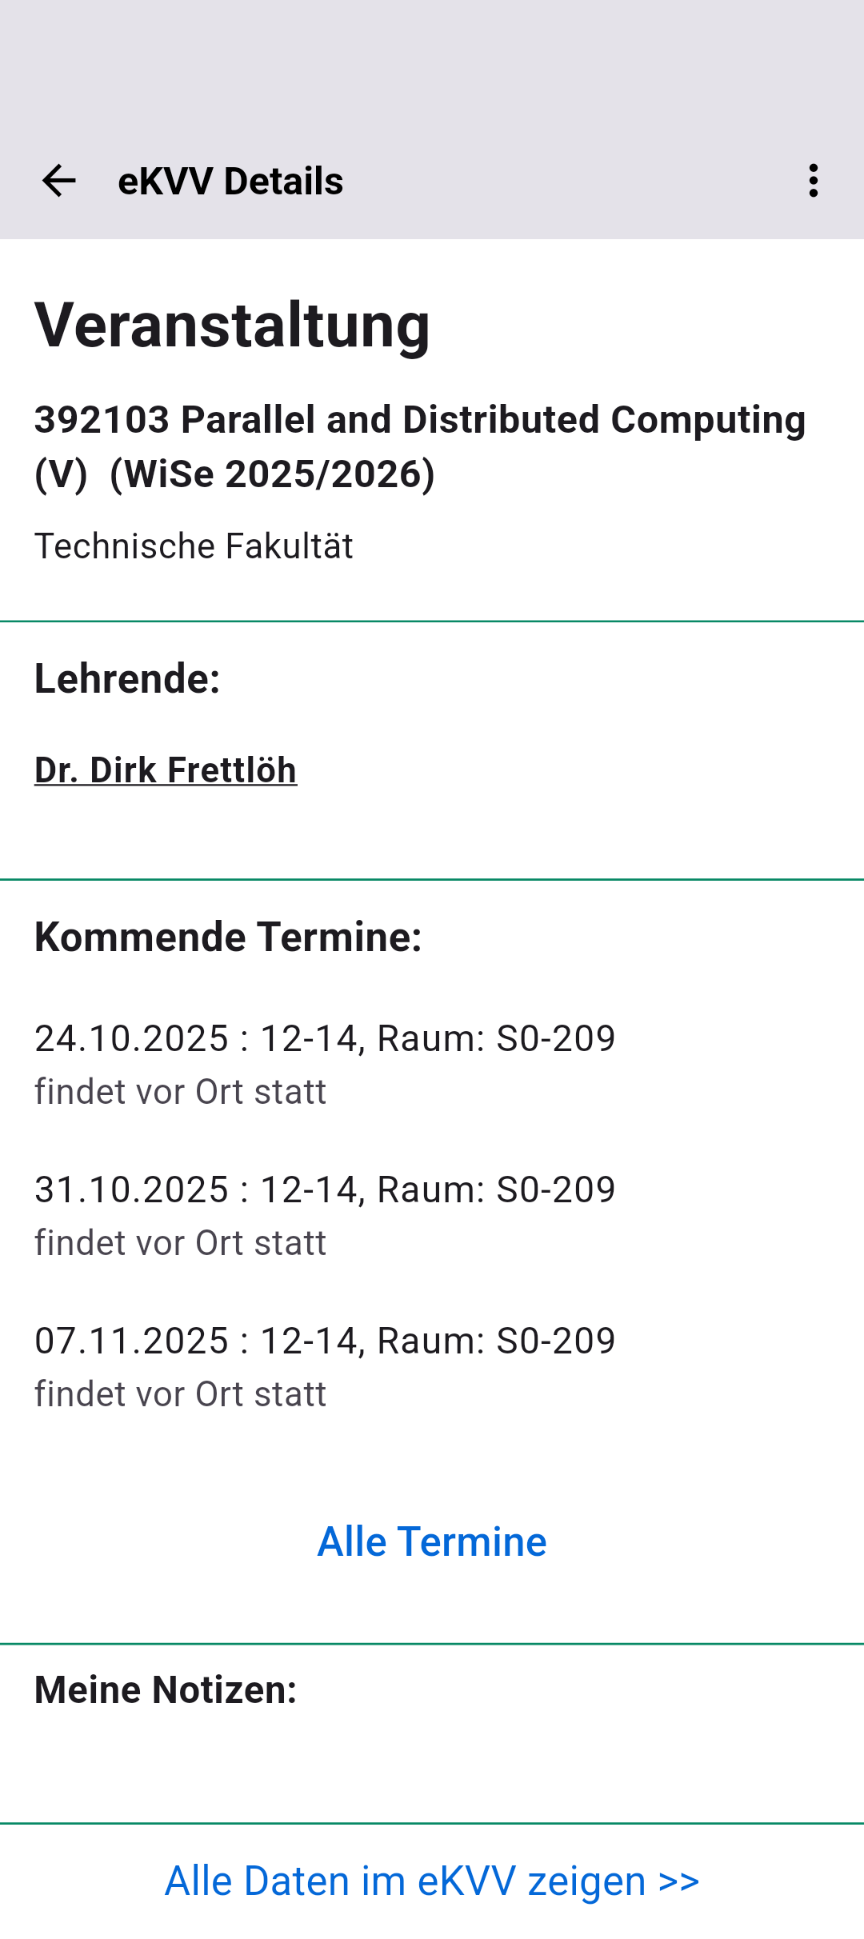 eKVV Details
Veranstaltung
392103 Parallel and Distributed Computing
(V)  (WiSe 2025/2026)
Technische Fakultät
Lehrende:
Dr. Dirk Frettlöh
Kommende Termine:
24.10.2025 : 12-14, Raum: S0-209
findet vor Ort statt
31.10.2025 : 12-14, Raum: S0-209
findet vor Ort statt
07.11.2025 : 12-14, Raum: S0-209
findet vor Ort statt
Alle Termine
Meine Notizen:
Alle Daten im eKVV zeigen >>